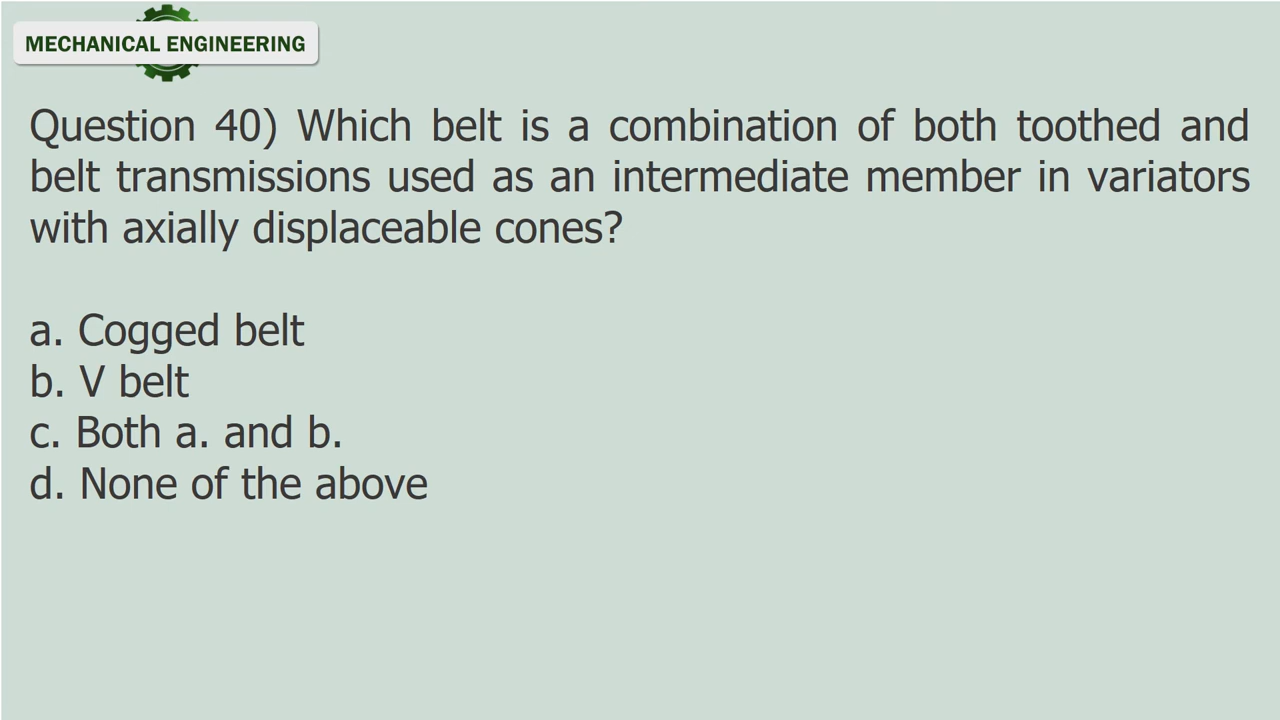 MECHANICAL ENGINEERING
Question 40) Which belt is a combination of both toothed and
belt transmissions used as an intermediate member in variators
with axially displaceable cones?
a. Cogged belt
b. V belt
c. Both a. and b.
d. None of the above